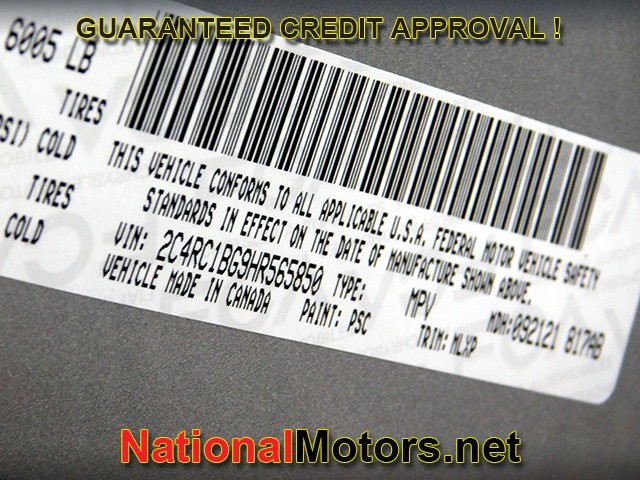 GUARANTEED CREDIT APPROVAL !
6005 LB
TIRES
COLD
TIRES
COLD
THIS VEHICLE CONFORMS TO ALL APPLICABLE U.S.A. FEDERAL MOTOR VEHICLE SAFETY
STANDARDS IN EFFECT ON THE DATE OF MANUFACTURE SHOWN ABOVE.
VIN: 2C4RC1BG9HR565850 TYPE: MPV MDH:092121 817AB
VEHICLE MADE IN CANADA PAINT: PSC TRIM: MLXP
NationalMotors.net